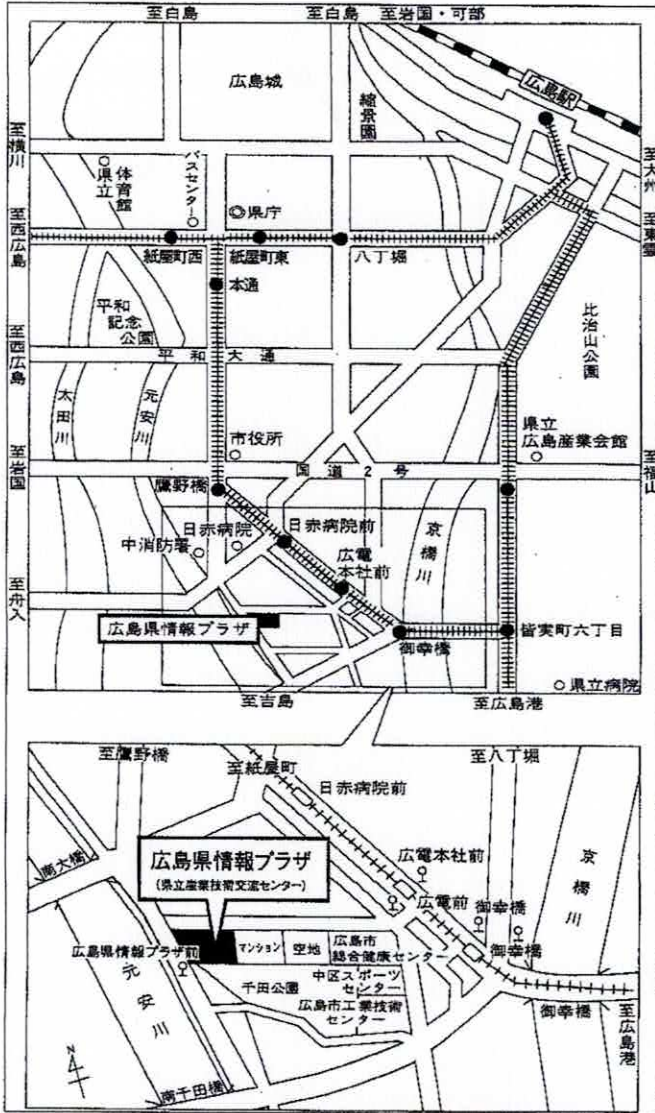 至白島
至白島
至岩国・可部
広島城
縮景園
広島駅
至横川
県立体育館
バスセンター
県庁
至大州
至東雲
至西広島
紙屋町西
紙屋町東
八丁堀
本通
平和
記念
公園
比治山公園
至西広島
平和大通
太田川
元安川
市役所
県立
広島産業会館
至岩国
国道2号
至福山
鷹野橋
日赤病院
日赤病院前
中消防署
広電
本社前
京橋川
至舟入
広島県情報プラザ
御幸橋
皆実町六丁目
県立病院
至吉島
至広島港
至鷹野橋
至紙屋町
至八丁堀
日赤病院前
南大橋
広島県情報プラザ
(県立産業技術交流センター)
広電本社前
広電前
御幸橋
御幸橋
京橋川
広島県情報プラザ前
マンション
空地
広島市
総合健康センター
元安川
千田公園
中区スポーツ
センター
広島市工業技術
センター
御幸橋
至広島港
N
南千田橋